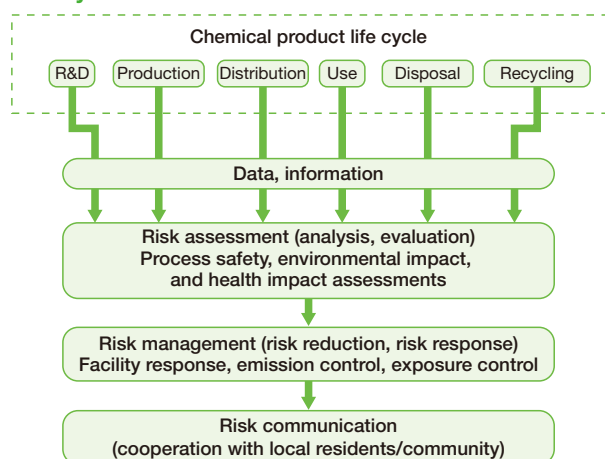 Chemical product life cycle
R&D Production Distribution Use Disposal Recycling
Data, information
Risk assessment (analysis, evaluation)
Process safety, environmental impact,
and health impact assessments
Risk management (risk reduction, risk response)
Facility response, emission control, exposure control
Risk communication
(cooperation with local residents/community)